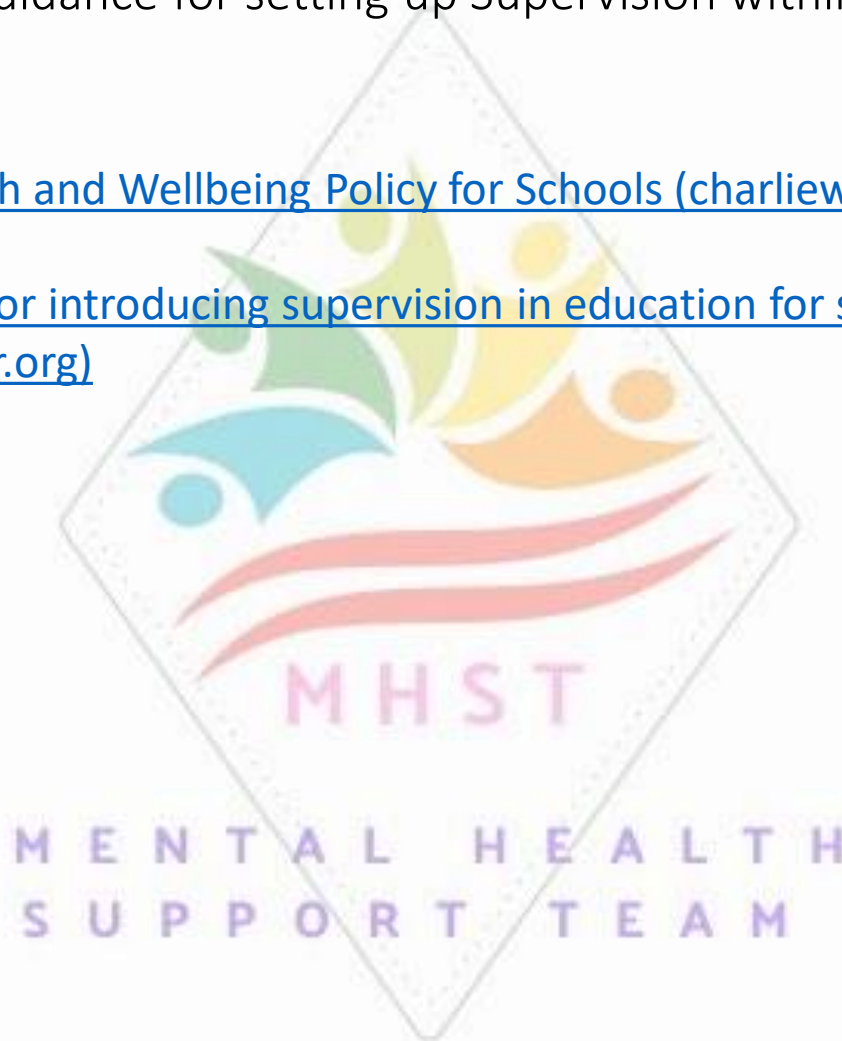 uidance for setting up Supervision within
h and Wellbeing Policy for Schools (charliew
or introducing supervision in education for s
r.org)
MHST
MENTAL HEALTH
SUPPORT TEAM